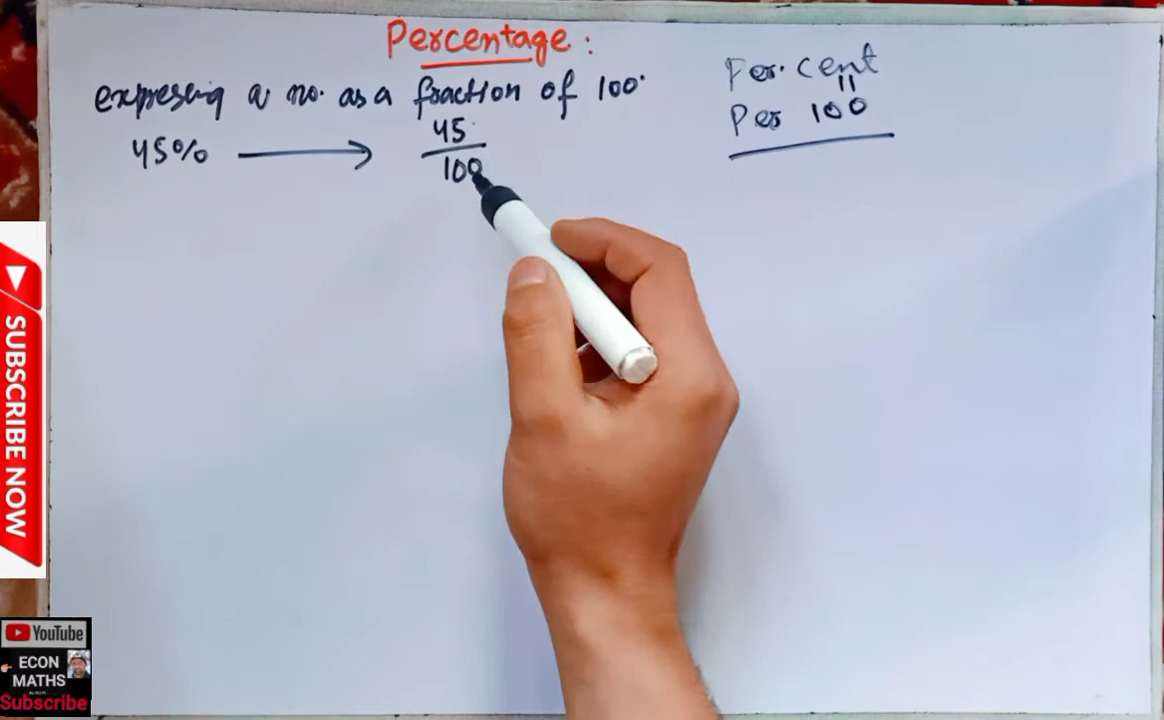 Percentage :
expressing a no. as a fraction of 100.
45% → 45/100
Per. cent
"
Per 100
SUBSCRIBE NOW
YouTube
ECON
MATHS
Subscribe